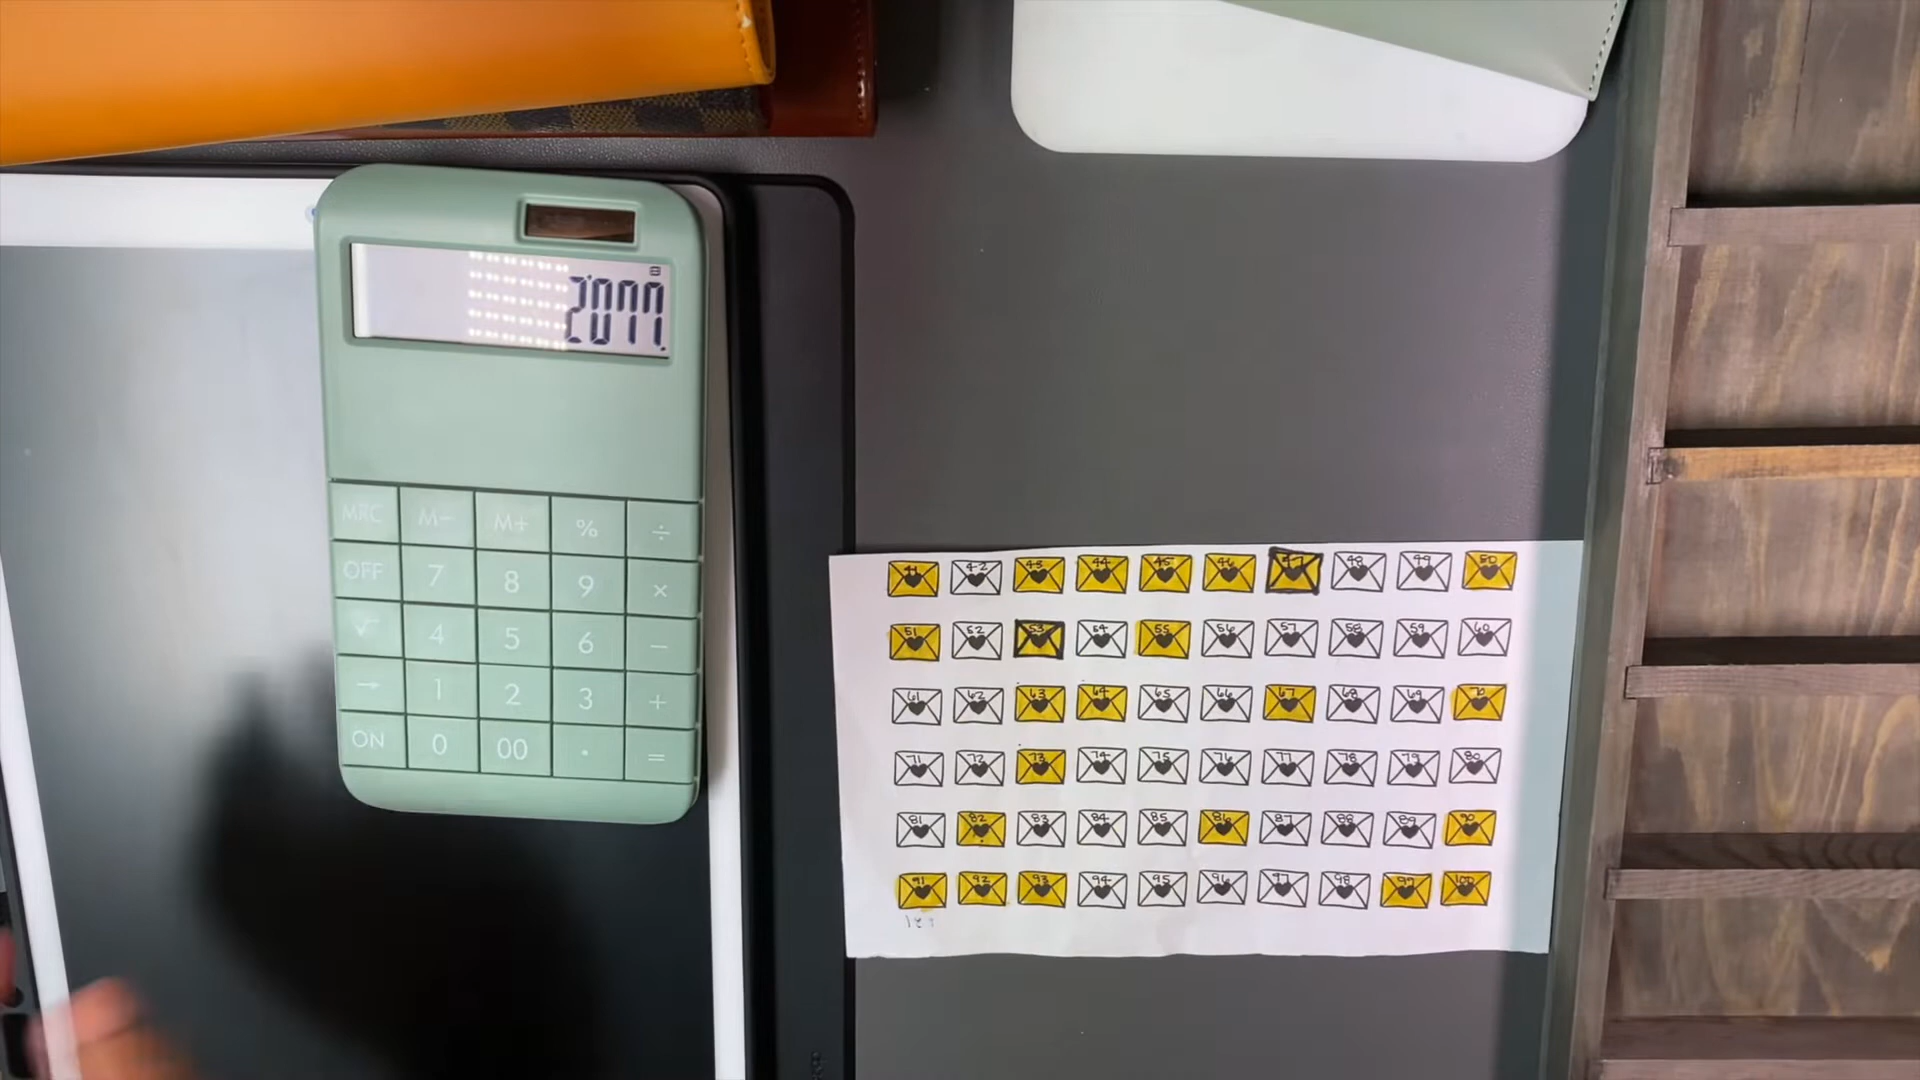 2077.
MRC M- M+ % ÷
OFF 7 8 9 ×
√ 4 5 6 −
→ 1 2 3 +
ON 0 00 . =
41 42 43 44 45 46 47 48 49 50
51 52 53 54 55 56 57 58 59 60
61 62 63 64 65 66 67 68 69 70
71 72 73 74 75 76 77 78 79 80
81 82 83 84 85 86 87 88 89 90
91 92 93 94 95 96 97 98 99 100